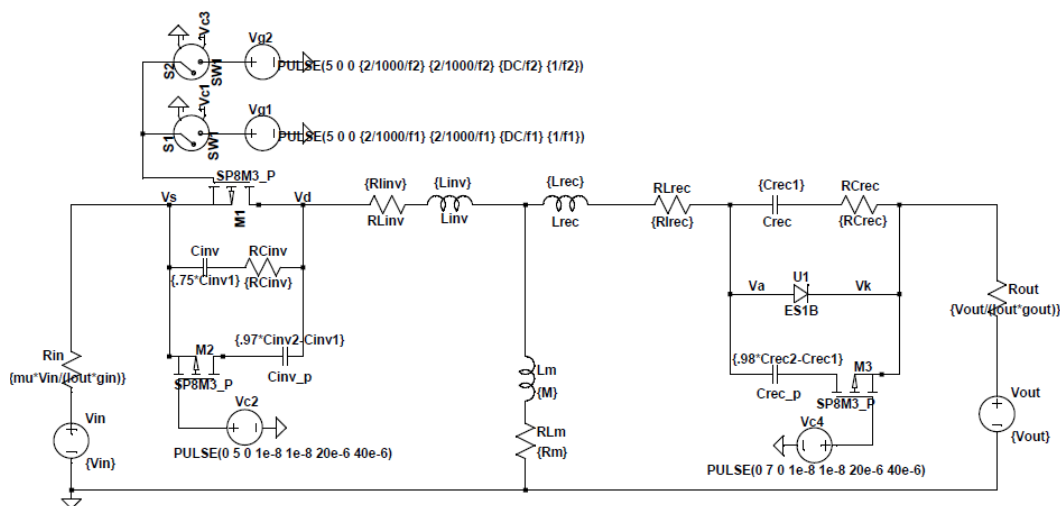 Vc3
Vg2
S2
SW1
PULSE(5 0 0 {2/1000/f2} {2/1000/f2} {DC/f2} {1/f2})
Vc1
Vg1
S1
SW1
PULSE(5 0 0 {2/1000/f1} {2/1000/f1} {DC/f1} {1/f1})
SP8M3_P
Vs
M1
Vd
{Rlinv}
RLinv
{Linv}
Linv
{Lrec}
Lrec
RLrec
{Rlrec}
{Crec1}
Crec
RCrec
{RCrec}
Cinv
{.75*Cinv1}
RCinv
{RCinv}
Va
U1
ES1B
Vk
Rout
{Vout/(Iout*gout)}
M2
SP8M3_P
{.97*Cinv2-Cinv1}
Cinv_p
Rin
{mu*Vin/(Iout*gin)}
Lm
{M}
{.98*Crec2-Crec1}
Crec_p
M3
SP8M3_P
Vin
{Vin}
Vc2
PULSE(0 5 0 1e-8 1e-8 20e-6 40e-6)
RLm
{Rm}
Vc4
PULSE(0 7 0 1e-8 1e-8 20e-6 40e-6)
Vout
{Vout}